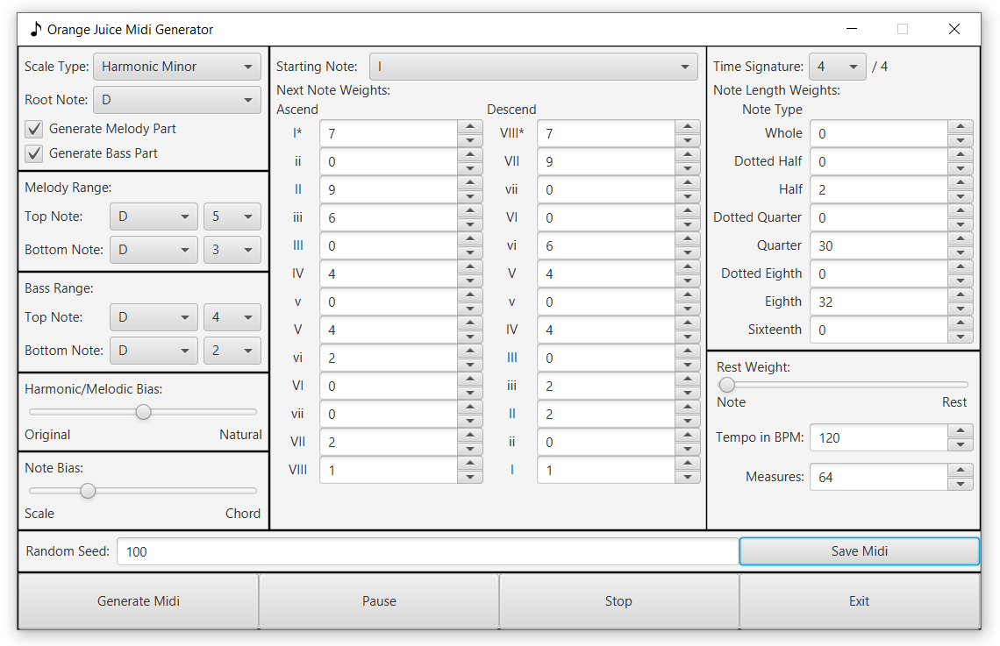 Orange Juice Midi Generator
Scale Type: Harmonic Minor
Root Note: D
Generate Melody Part
Generate Bass Part
Melody Range:
Top Note: D 5
Bottom Note: D 3
Bass Range:
Top Note: D 4
Bottom Note: D 2
Harmonic/Melodic Bias:
Original Natural
Note Bias:
Scale Chord
Starting Note: I
Next Note Weights:
Ascend Descend
I* 7 VIII* 7
ii 0 VII 9
II 9 vii 0
iii 6 VI 0
III 0 vi 6
IV 4 V 4
v 0 v 0
V 4 IV 4
vi 2 III 0
VI 0 iii 2
vii 0 II 2
VII 2 ii 0
VIII 1 I 1
Time Signature: 4 / 4
Note Length Weights:
Note Type
Whole 0
Dotted Half 0
Half 2
Dotted Quarter 0
Quarter 30
Dotted Eighth 0
Eighth 32
Sixteenth 0
Rest Weight:
Note Rest
Tempo in BPM: 120
Measures: 64
Random Seed: 100 Save Midi
Generate Midi Pause Stop Exit